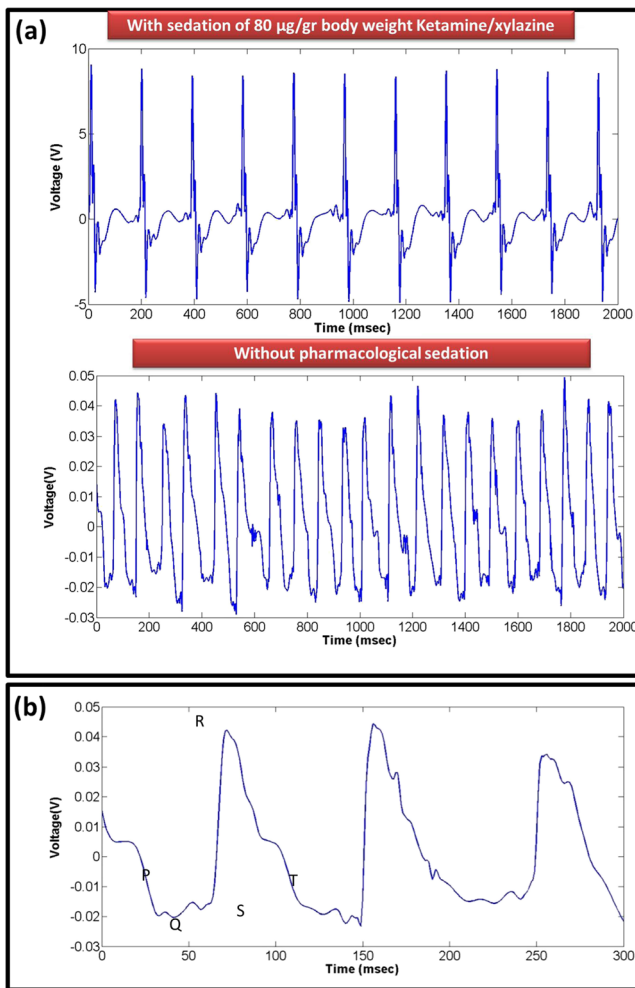 (a)
With sedation of 80 µg/gr body weight Ketamine/xylazine
10
5
0
-5
Voltage (V)
0 200 400 600 800 1000 1200 1400 1600 1800 2000
Time (msec)
Without pharmacological sedation
0.05
0.04
0.03
0.02
0.01
0
-0.01
-0.02
-0.03
Voltage(V)
0 200 400 600 800 1000 1200 1400 1600 1800 2000
Time (msec)
(b)
0.05
0.04
0.03
0.02
0.01
0
-0.01
-0.02
-0.03
Voltage(V)
R
P
T
S
Q
0 50 100 150 200 250 300
Time (msec)